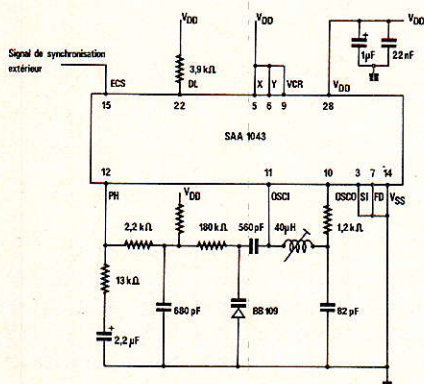 V_DD
V_DD
V_DD
V_DD
Signal de synchronisation
extérieur
3,9 kΩ
1µF
22 nF
ECS
DL
X
Y
VCR
V_DD
15
22
5
6
9
28
SAA 1043
12
11
10
3
7
14
PH
OSCI
OSCO
SI
FD
V_SS
V_DD
2,2 kΩ
180 kΩ
560 pF
40µH
1,2 kΩ
13 kΩ
680 pF
BB 109
82 pF
2,2 µF